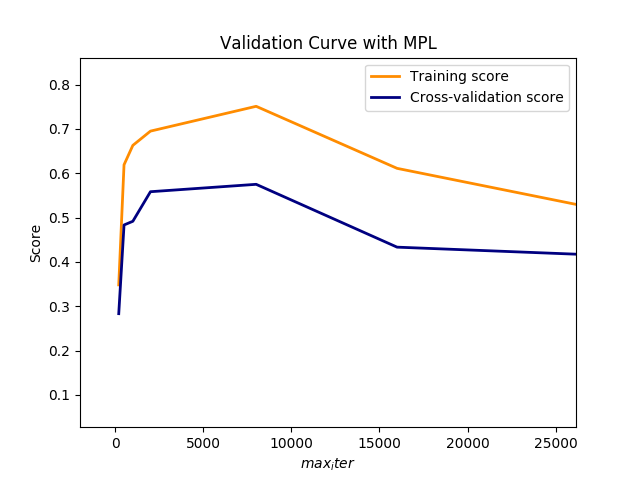 Validation Curve with MPL
Training score
Cross-validation score
0.8
0.7
0.6
0.5
0.4
0.3
0.2
0.1
Score
0 5000 10000 15000 20000 25000
maxᵢter